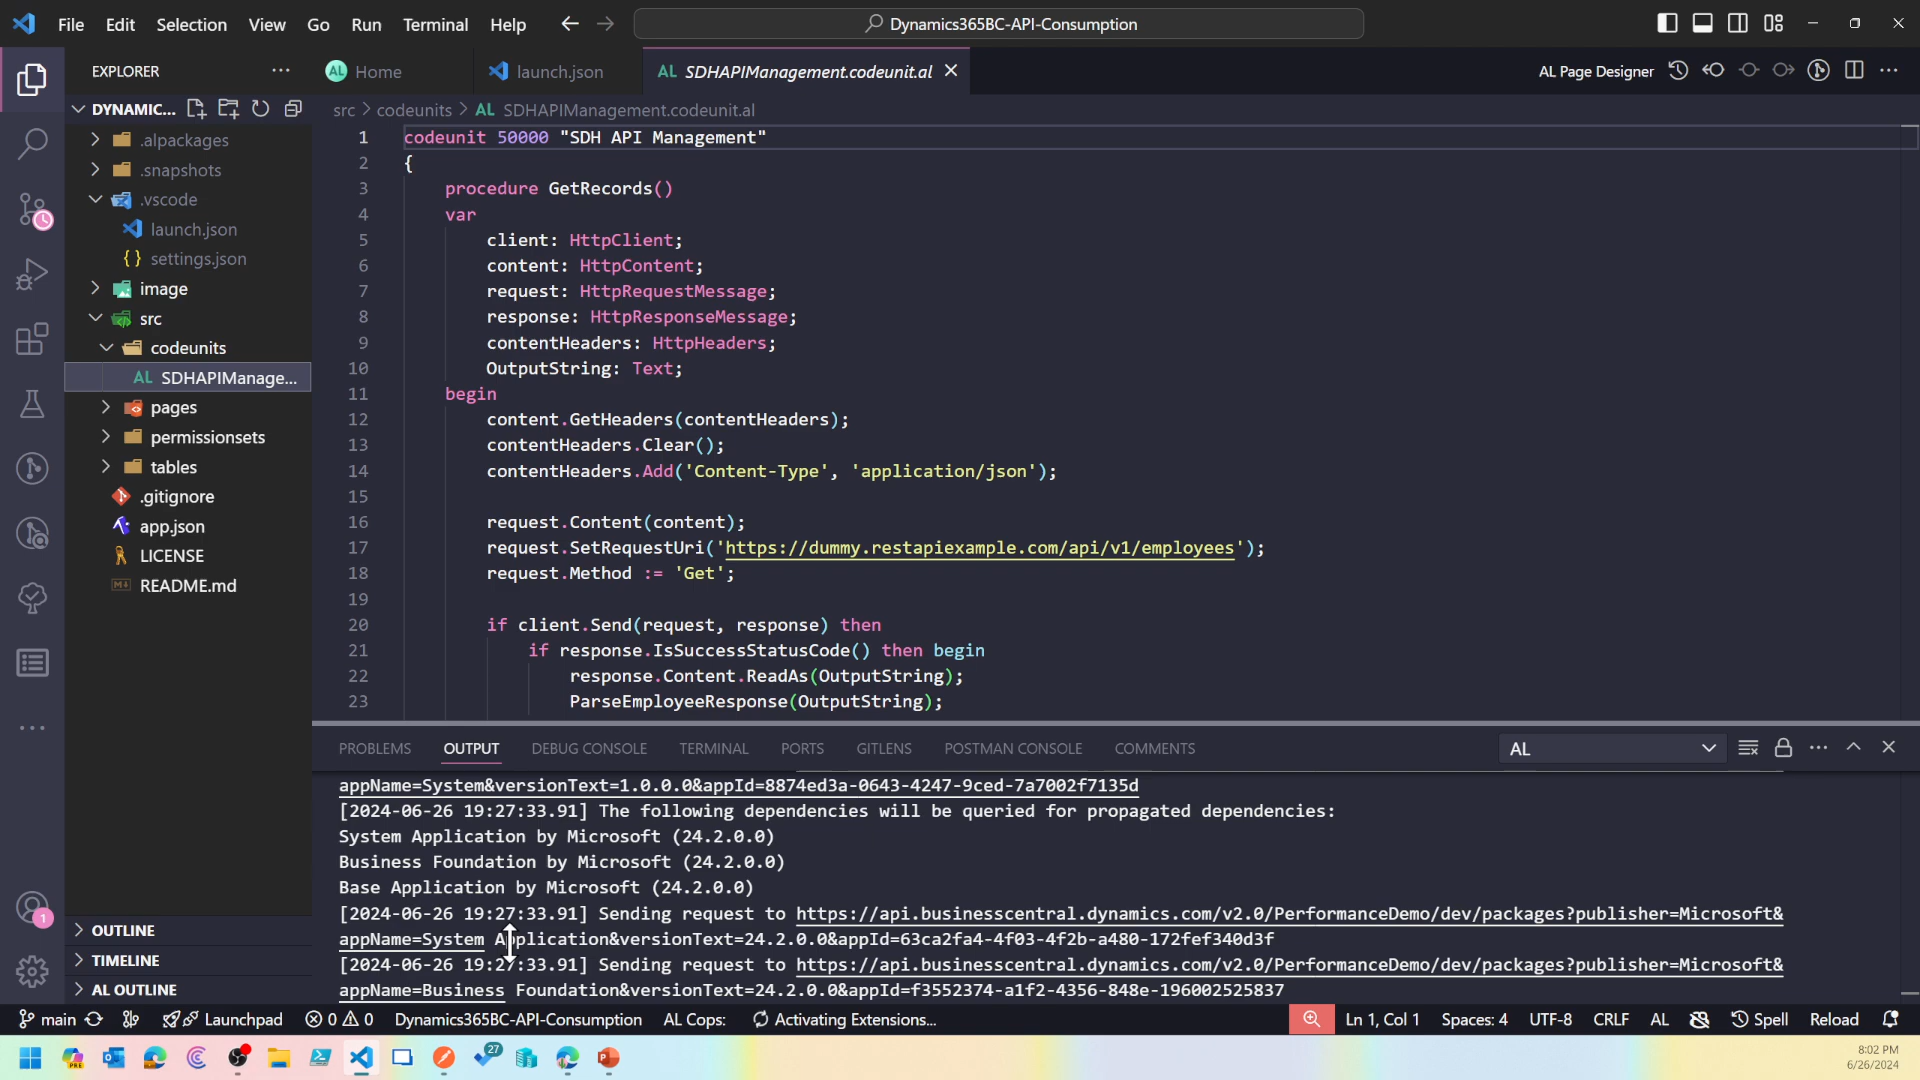 File Edit Selection View Go Run Terminal Help
Dynamics365BC-API-Consumption
EXPLORER
AL Home
launch.json
AL SDHAPIManagement.codeunit.al
AL Page Designer
DYNAMIC...
src > codeunits > AL SDHAPIManagement.codeunit.al
.alpackages
.snapshots
.vscode
launch.json
{ } settings.json
image
src
codeunits
AL SDHAPIManage...
pages
permissionsets
tables
.gitignore
app.json
LICENSE
README.md
OUTLINE
TIMELINE
AL OUTLINE
1 codeunit 50000 "SDH API Management"
2 {
3 procedure GetRecords()
4 var
5 client: HttpClient;
6 content: HttpContent;
7 request: HttpRequestMessage;
8 response: HttpResponseMessage;
9 contentHeaders: HttpHeaders;
10 OutputString: Text;
11 begin
12 content.GetHeaders(contentHeaders);
13 contentHeaders.Clear();
14 contentHeaders.Add('Content-Type', 'application/json');
15
16 request.Content(content);
17 request.SetRequestUri('https://dummy.restapiexample.com/api/v1/employees');
18 request.Method := 'Get';
19
20 if client.Send(request, response) then
21 if response.IsSuccessStatusCode() then begin
22 response.Content.ReadAs(OutputString);
23 ParseEmployeeResponse(OutputString);
PROBLEMS OUTPUT DEBUG CONSOLE TERMINAL PORTS GITLENS POSTMAN CONSOLE COMMENTS
AL
appName=System&versionText=1.0.0.0&appId=8874ed3a-0643-4247-9ced-7a7002f7135d
[2024-06-26 19:27:33.91] The following dependencies will be queried for propagated dependencies:
System Application by Microsoft (24.2.0.0)
Business Foundation by Microsoft (24.2.0.0)
Base Application by Microsoft (24.2.0.0)
[2024-06-26 19:27:33.91] Sending request to https://api.businesscentral.dynamics.com/v2.0/PerformanceDemo/dev/packages?publisher=Microsoft&
appName=System Application&versionText=24.2.0.0&appId=63ca2fa4-4f03-4f2b-a480-172fef340d3f
[2024-06-26 19:27:33.91] Sending request to https://api.businesscentral.dynamics.com/v2.0/PerformanceDemo/dev/packages?publisher=Microsoft&
appName=Business Foundation&versionText=24.2.0.0&appId=f3552374-a1f2-4356-848e-196002525837
1
main Launchpad 0 0 Dynamics365BC-API-Consumption AL Cops: Activating Extensions... Ln 1, Col 1 Spaces: 4 UTF-8 CRLF AL Spell Reload
PRE
27
8:02 PM
6/26/2024